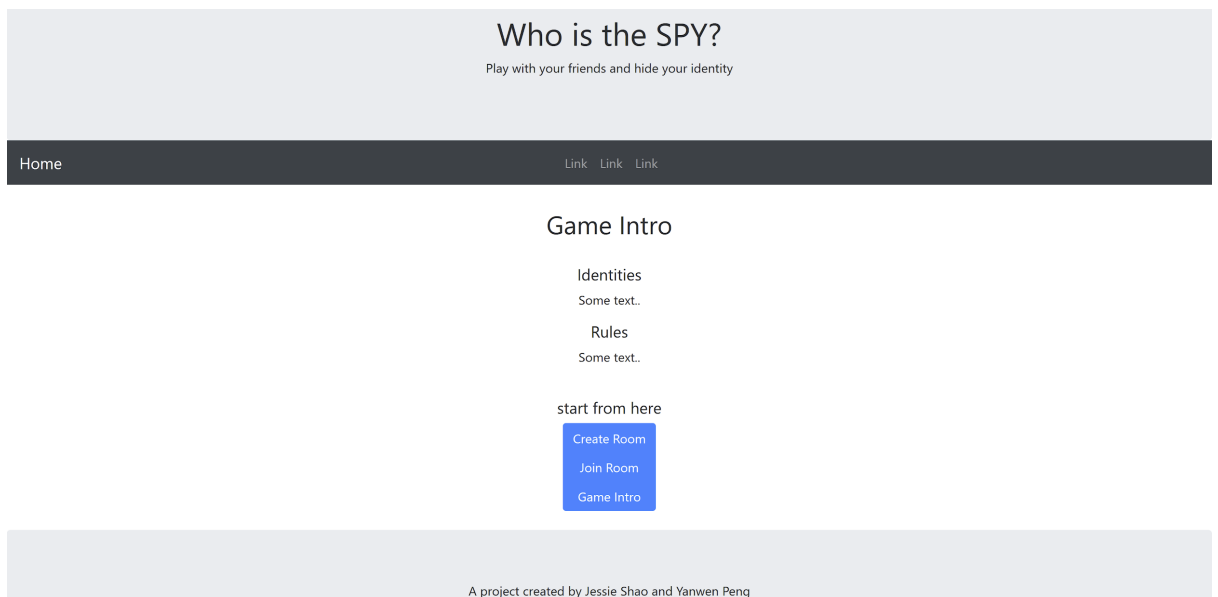 Who is the SPY?
Play with your friends and hide your identity
Home
Link Link Link
Game Intro
Identities
Some text..
Rules
Some text..
start from here
Create Room
Join Room
Game Intro
A project created by Jessie Shao and Yanwen Peng